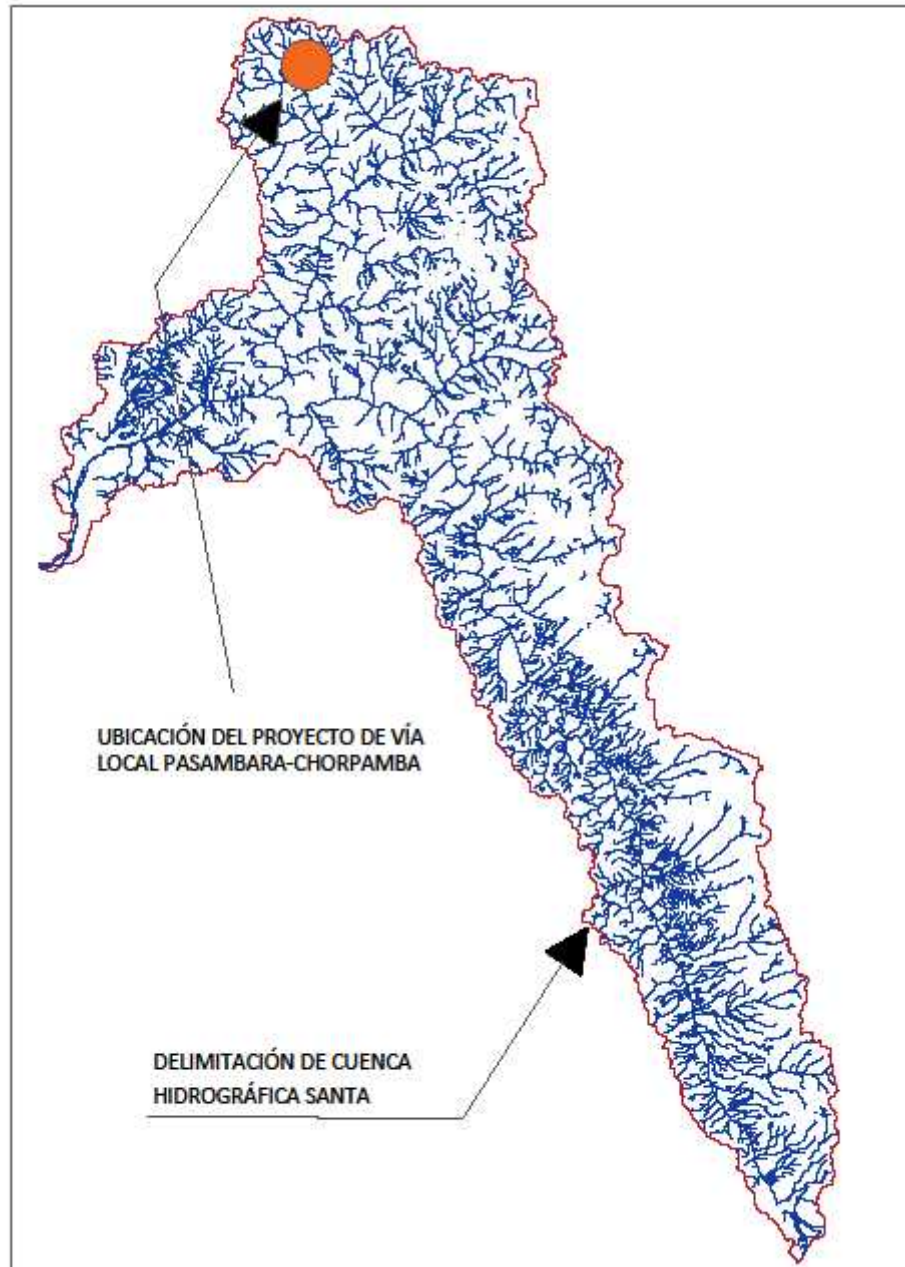 UBICACIÓN DEL PROYECTO DE VÍA
LOCAL PASAMBARA-CHORPAMBA
DELIMITACIÓN DE CUENCA
HIDROGRÁFICA SANTA